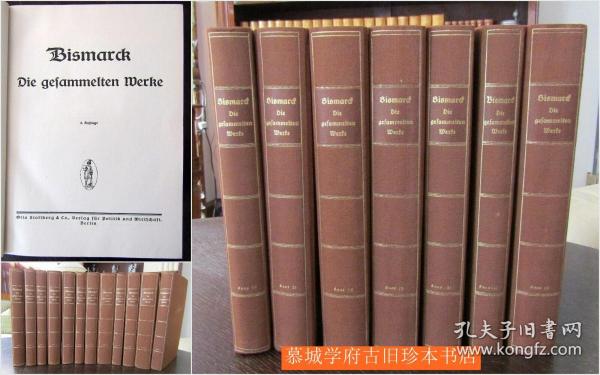 Bismarck
Die gesammelten Werke
Otto Stollberg & Co., Verlag für Politik und Wirtschaft.
Berlin
Bismarck
Die
gesammelten
Werke
Bismarck
Die
gesammelten
Werke
Bismarck
Die
gesammelten
Werke
Bismarck
Die
gesammelten
Werke
Bismarck
Die
gesammelten
Werke
Bismarck
Die
gesammelten
Werke
Bismarck
Die
gesammelten
Werke
孔夫子旧书网
www.kongfz.com
慕城学府古旧珍本书店